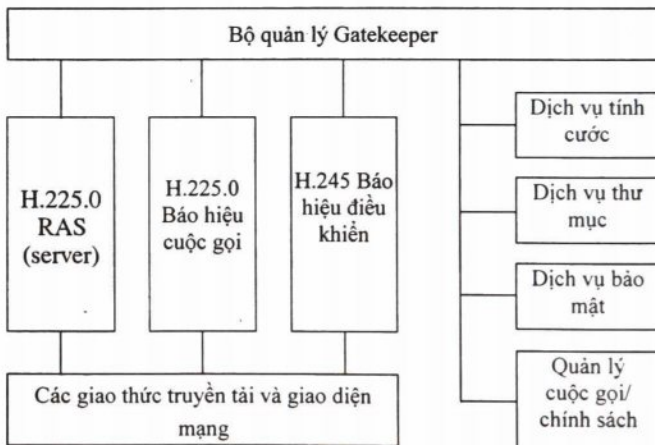 Bộ quản lý Gatekeeper
H.225.0
RAS
(server)
H.225.0
Báo hiệu
cuộc gọi
H.245 Báo
hiệu điều
khiển
Dịch vụ tính
cước
Dịch vụ thư
mục
Dịch vụ bảo
mật
Quản lý
cuộc gọi/
chính sách
Các giao thức truyền tải và giao diện
mạng